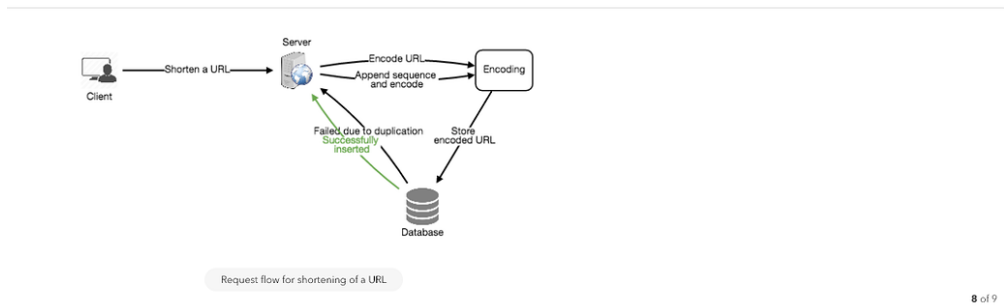 Server
Encode URL
Shorten a URL
Append sequence
and encode
Encoding
Client
Failed due to duplication
Successfully
inserted
Store
encoded URL
Database
Request flow for shortening of a URL
8 of 9